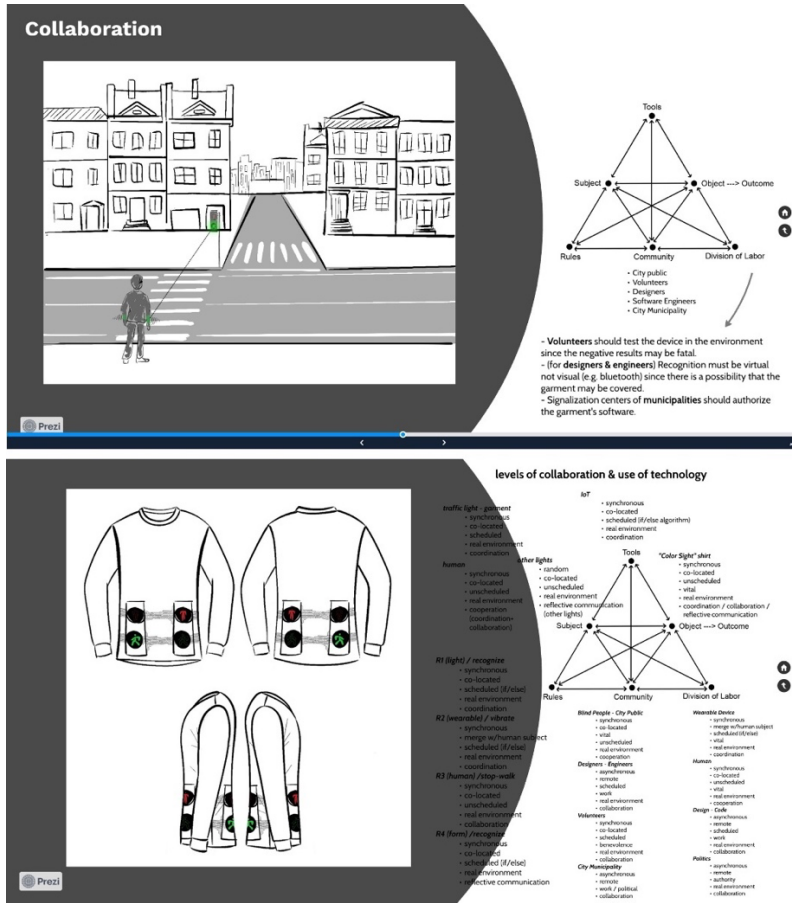 Collaboration
Tools
Subject
Object ---> Outcome
Rules
Community
Division of Labor
• City public
• Volunteers
• Designers
• Software Engineers
• City Municipality
- Volunteers should test the device in the environment
since the negative results may be fatal.
- (for designers & engineers) Recognition must be virtual
not visual (e.g. bluetooth) since there is a possibility that the
garment may be covered.
- Signalization centers of municipalities should authorize
the garment's software.
Prezi
levels of collaboration & use of technology
traffic light - garment
• synchronous
• co-located
• scheduled
• real environment
• coordination
human
• synchronous
• co-located
• unscheduled
• real environment
• cooperation
(coordination+
collaboration)
R1 (light) / recognize
• synchronous
• co-located
• scheduled (if/else)
• real environment
• coordination
R2 (wearable) / vibrate
• synchronous
• merge w/human subject
• scheduled (if/else)
• real environment
• coordination
R3 (human) /stop-walk
• synchronous
• co-located
• unscheduled
• real environment
• collaboration
R4 (form) /recognize
• synchronous
• co-located
• scheduled (if/else)
• real environment
• reflective communication
IoT
• synchronous
• co-located
• scheduled (if/else algorithm)
• real environment
• coordination
other lights
• random
• co-located
• unscheduled
• real environment
• reflective communication
(other lights)
"Color Sight" shirt
• synchronous
• co-located
• unscheduled
• vital
• real environment
• coordination / collaboration /
reflective communication
Tools
Subject
Object ---> Outcome
Rules
Community
Division of Labor
Blind People - City Public
• synchronous
• co-located
• vital
• unscheduled
• real environment
• cooperation
Designers - Engineers
• asynchronous
• remote
• scheduled
• work
• real environment
• collaboration
Volunteers
• synchronous
• co-located
• scheduled
• benevolence
• real environment
• collaboration
City Municipality
• asynchronous
• remote
• work / political
• collaboration
Wearable Device
• synchronous
• merge w/human subject
• scheduled (if/else)
• vital
• real environment
• coordination
Human
• synchronous
• co-located
• unscheduled
• vital
• real environment
• cooperation
Design - Code
• asynchronous
• remote
• scheduled
• work
• real environment
• collaboration
Politics
• asynchronous
• remote
• authority
• real environment
• collaboration
Prezi